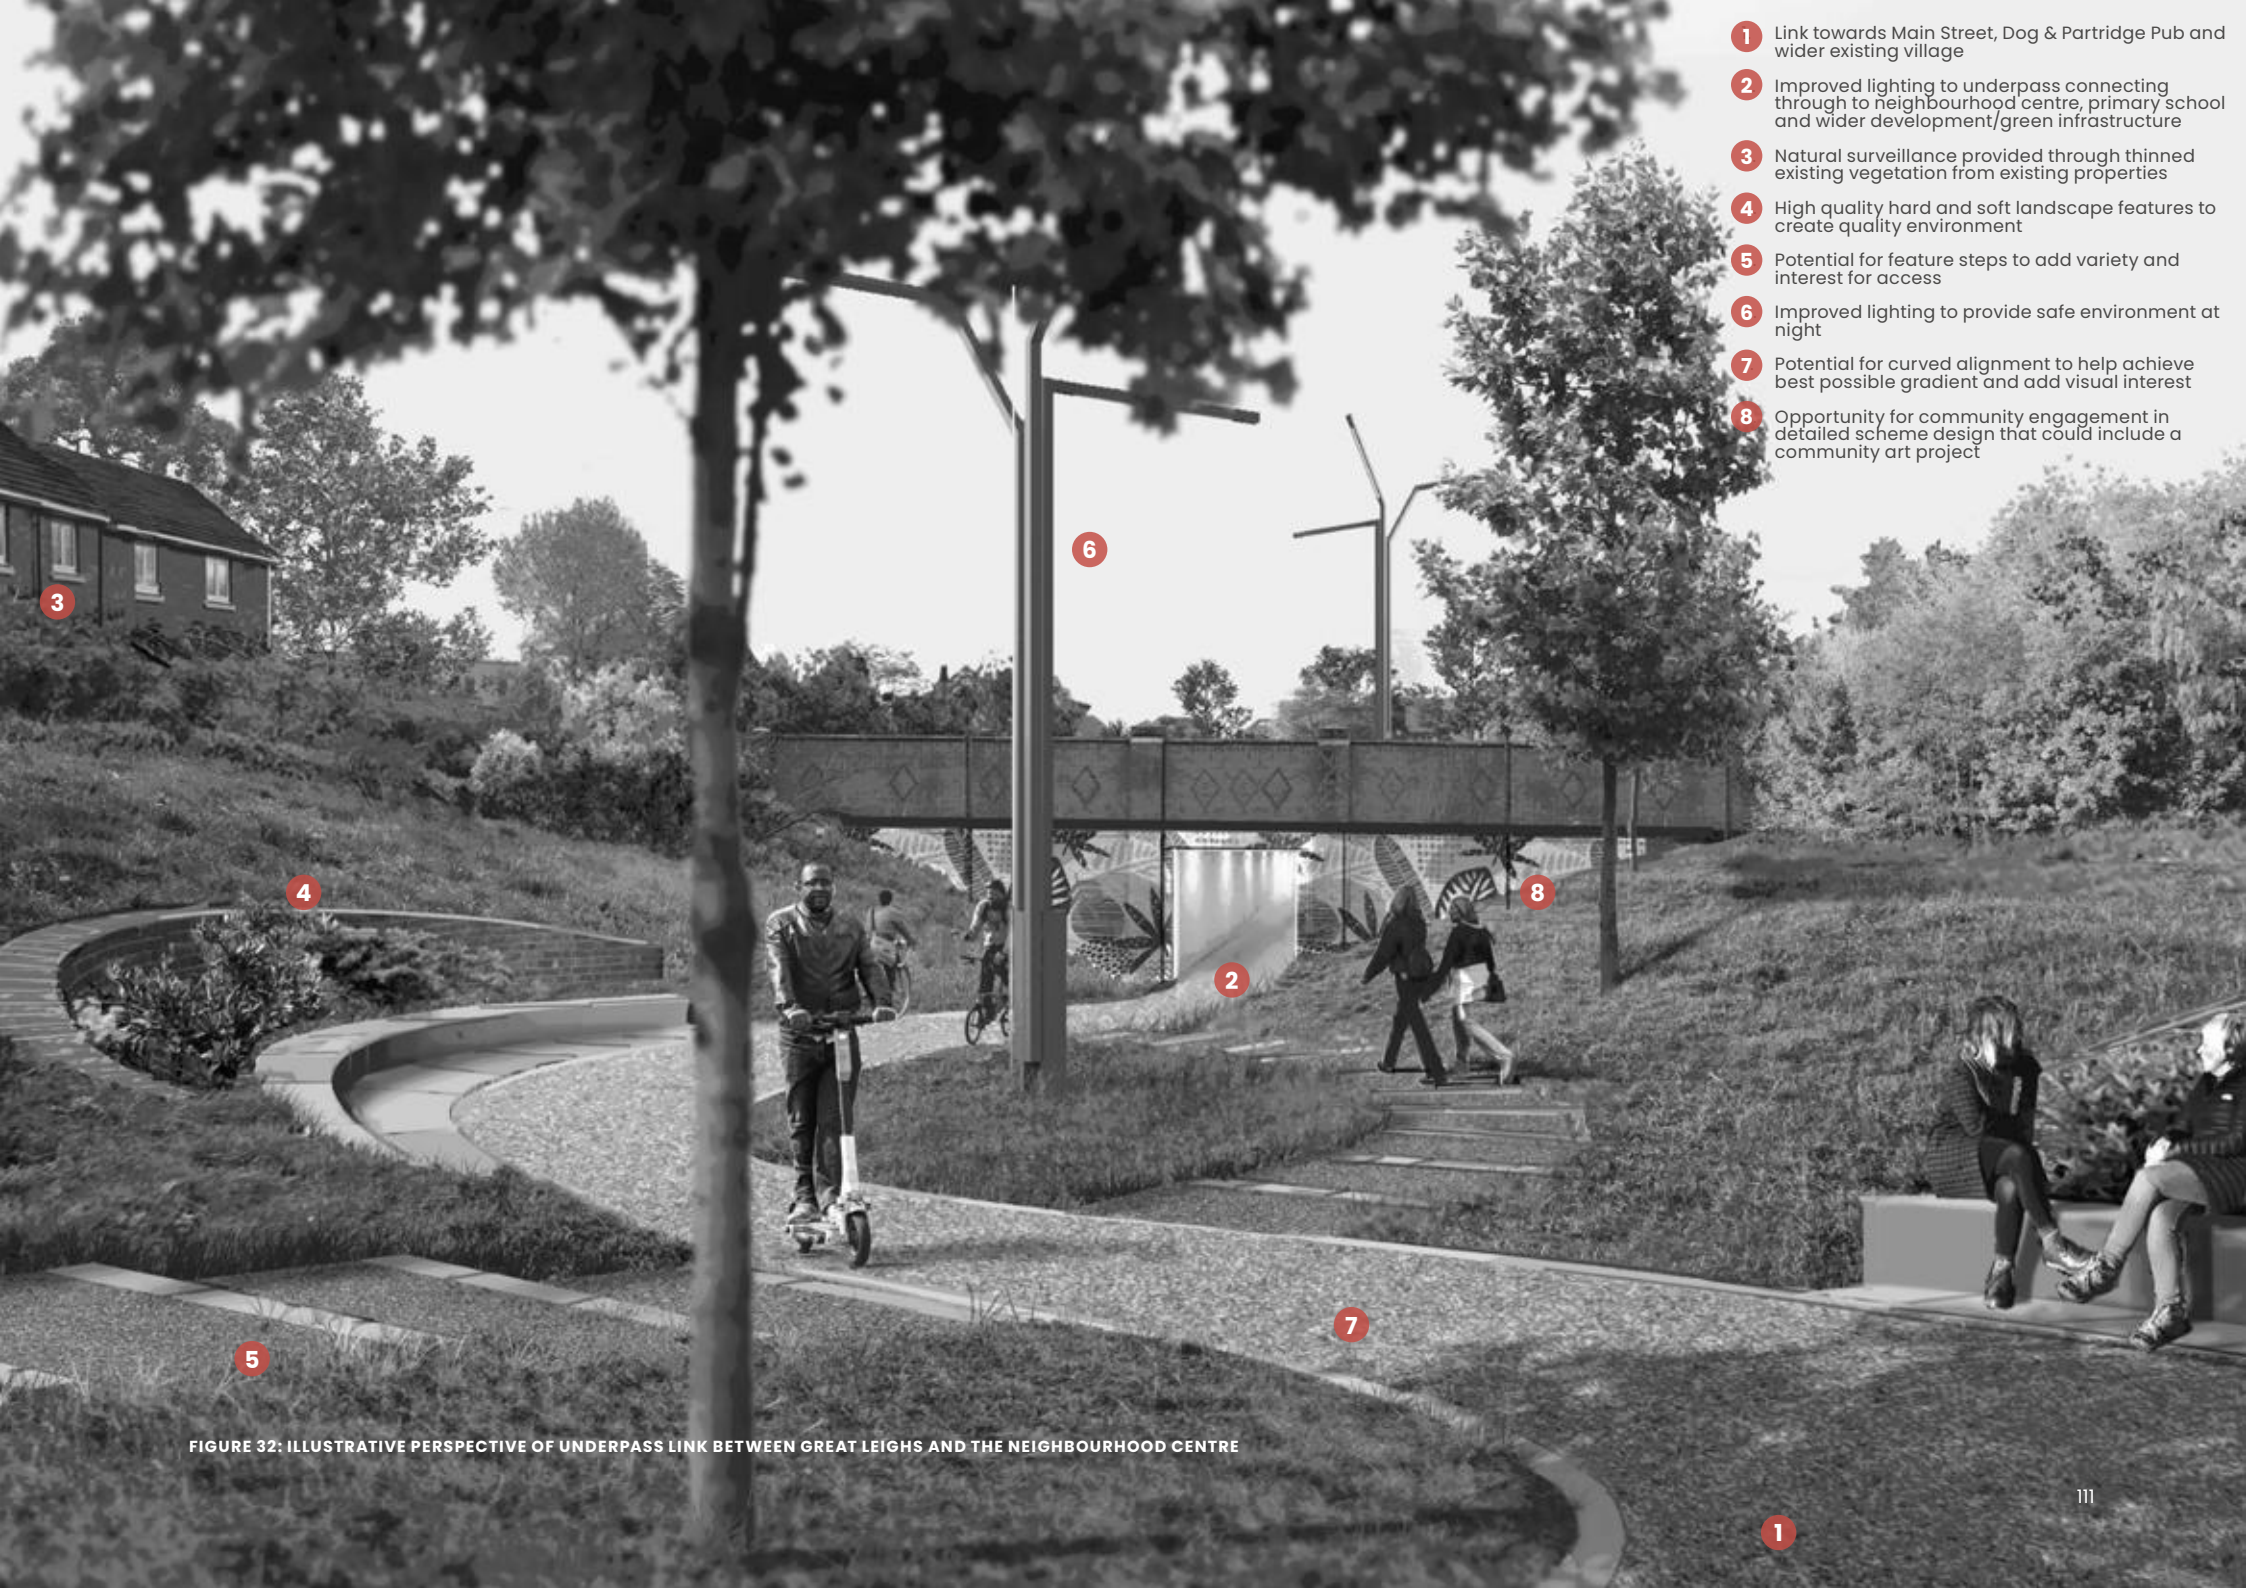 1 Link towards Main Street, Dog & Partridge Pub and
wider existing village
2 Improved lighting to underpass connecting
through to neighbourhood centre, primary school
and wider development/green infrastructure
3 Natural surveillance provided through thinned
existing vegetation from existing properties
4 High quality hard and soft landscape features to
create quality environment
5 Potential for feature steps to add variety and
interest for access
6 Improved lighting to provide safe environment at
night
7 Potential for curved alignment to help achieve
best possible gradient and add visual interest
8 Opportunity for community engagement in
detailed scheme design that could include a
community art project
6
3
4
8
2
7
5
FIGURE 32: ILLUSTRATIVE PERSPECTIVE OF UNDERPASS LINK BETWEEN GREAT LEIGHS AND THE NEIGHBOURHOOD CENTRE
111
1